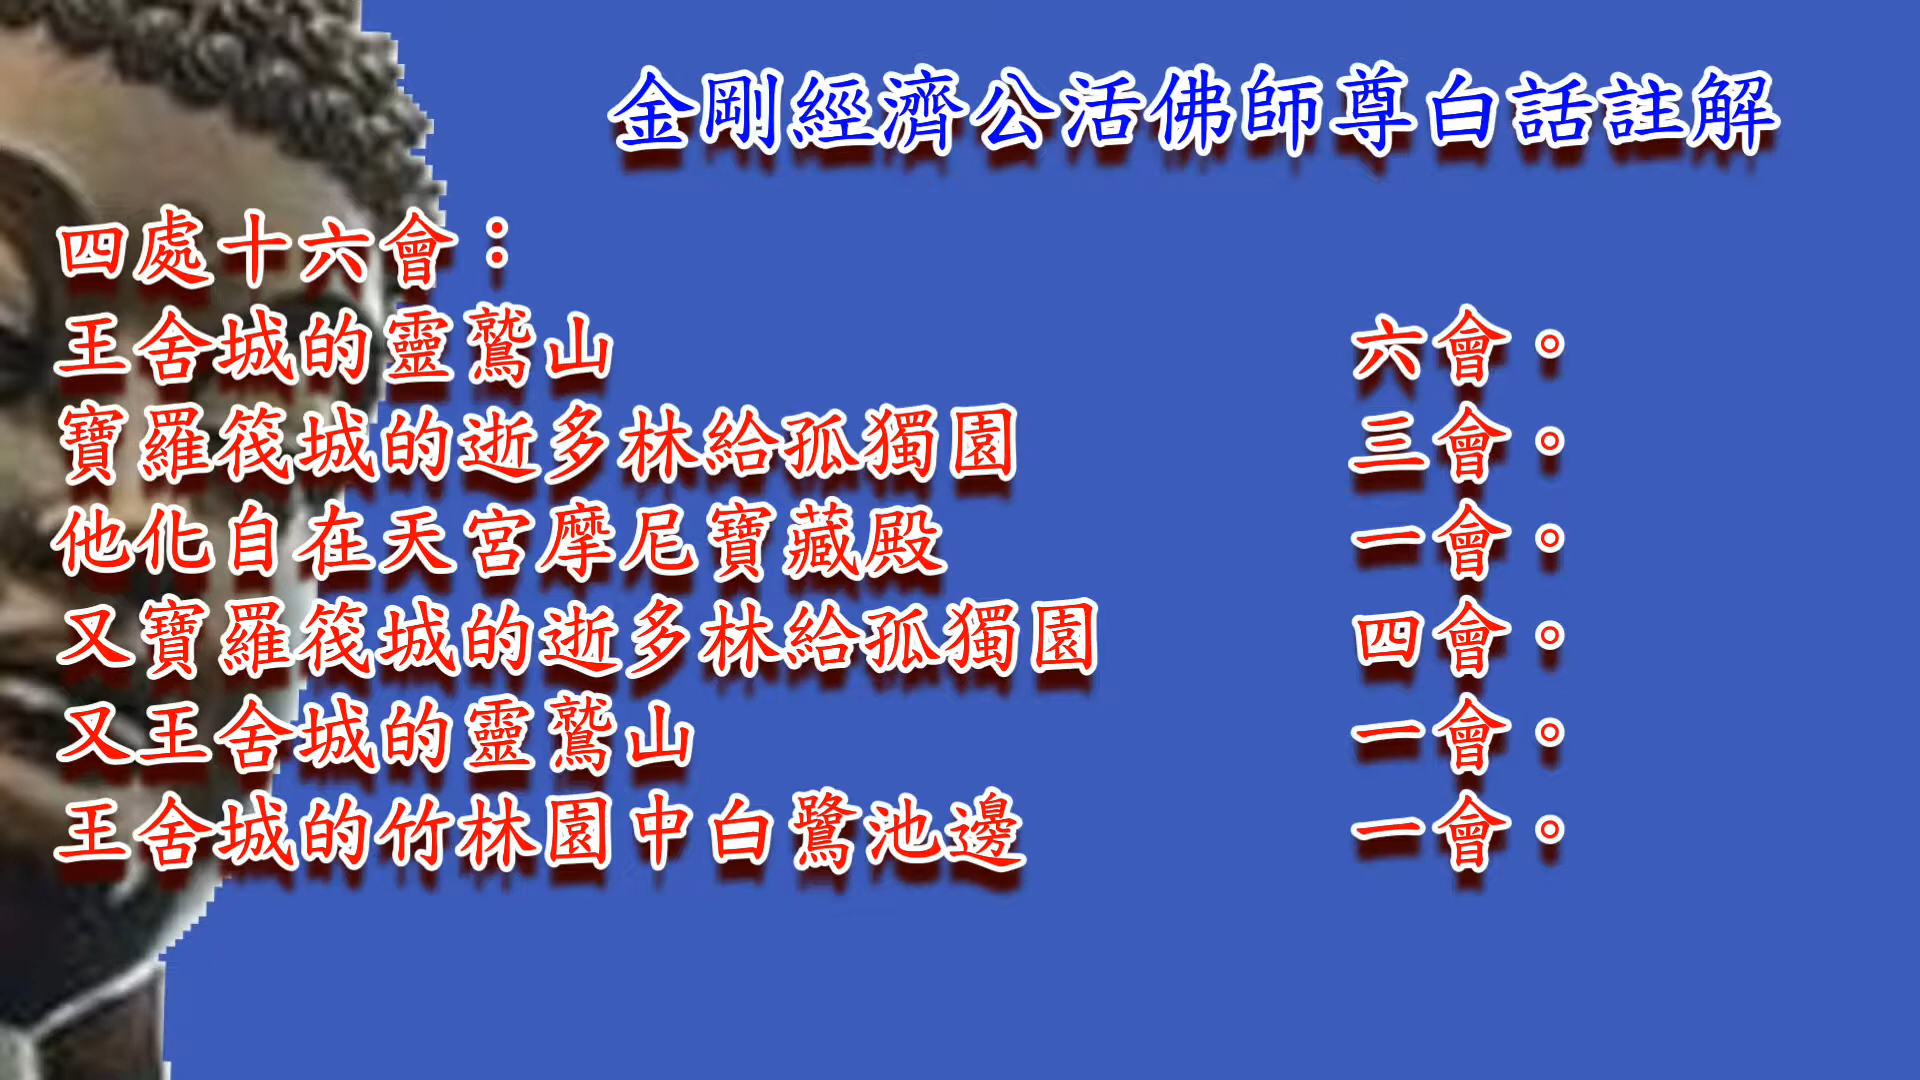 金剛經濟公活佛師尊白話註解
四處十六會：
王舍城的靈鷲山 六會。
寶羅筏城的逝多林給孤獨園 三會。
他化自在天宮摩尼寶藏殿 一會。
又寶羅筏城的逝多林給孤獨園 四會。
又王舍城的靈鷲山 一會。
王舍城的竹林園中白鷺池邊 一會。